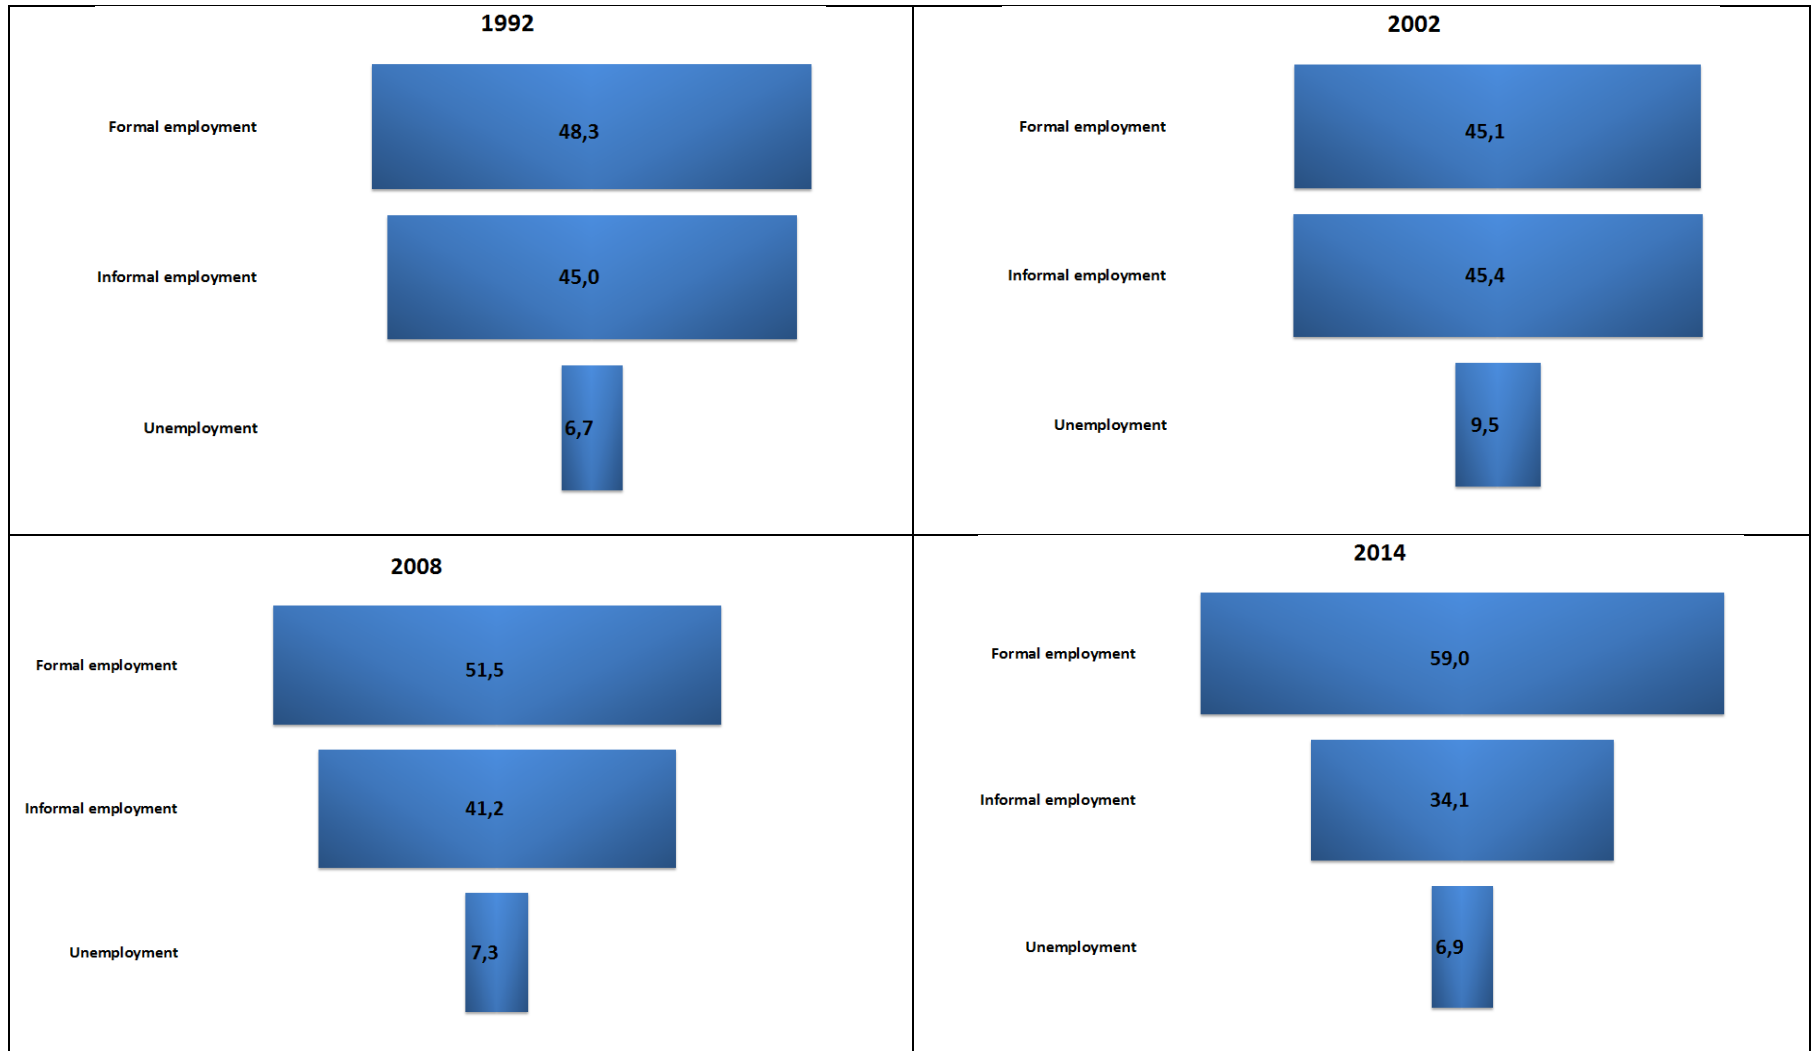 1992
Formal employment
48,3
Informal employment
45,0
Unemployment
6,7
2002
Formal employment
45,1
Informal employment
45,4
Unemployment
9,5
2008
Formal employment
51,5
Informal employment
41,2
Unemployment
7,3
2014
Formal employment
59,0
Informal employment
34,1
Unemployment
6,9